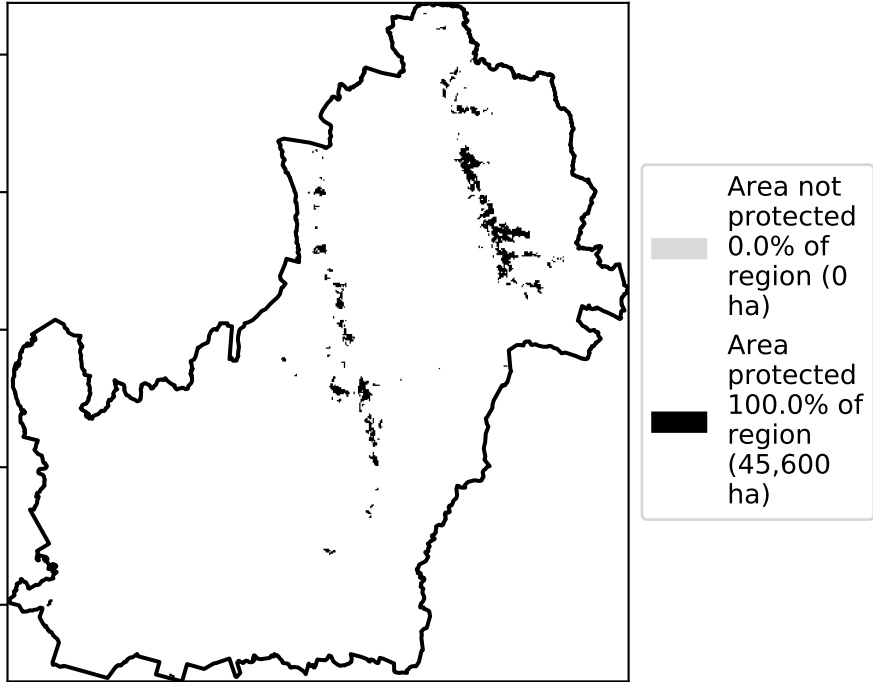 Area not
protected
0.0% of
region (0
ha)
Area
protected
100.0% of
region
(45,600
ha)